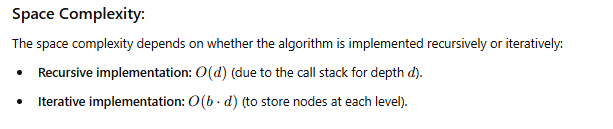 Space Complexity:
The space complexity depends on whether the algorithm is implemented recursively or iteratively:
• Recursive implementation: O(d) (due to the call stack for depth d).
• Iterative implementation: O(b · d) (to store nodes at each level).